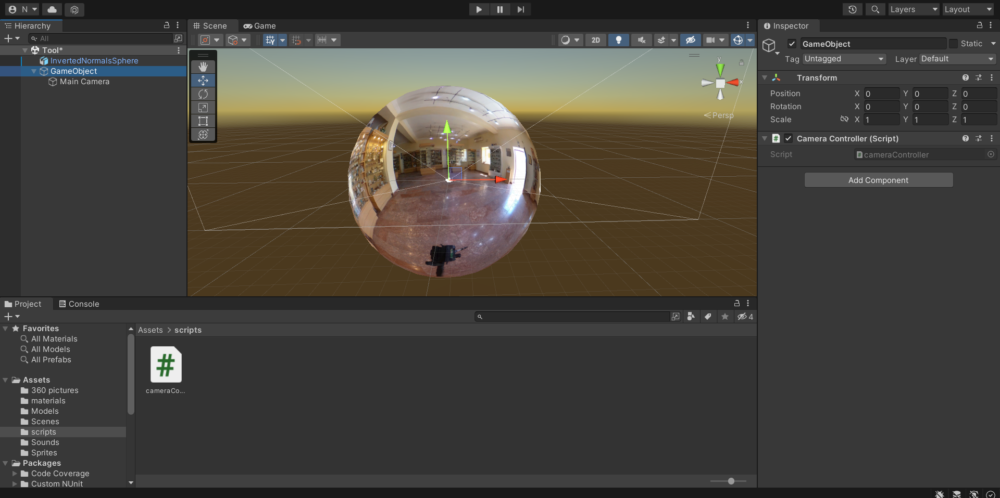 N
Layers
Layout
Hierarchy
All
Tool*
InvertedNormalsSphere
GameObject
Main Camera
Scene
Game
2D
y
x
Persp
Inspector
GameObject
Static
Tag Untagged Layer Default
Transform
Position X 0 Y 0 Z 0
Rotation X 0 Y 0 Z 0
Scale X 1 Y 1 Z 1
# Camera Controller (Script)
Script cameraController
Add Component
Project
Console
4
Favorites
All Materials
All Models
All Prefabs
Assets
360 pictures
materials
Models
Scenes
scripts
Sounds
Sprites
Packages
Code Coverage
Custom NUnit
Assets > scripts
#
cameraCo...